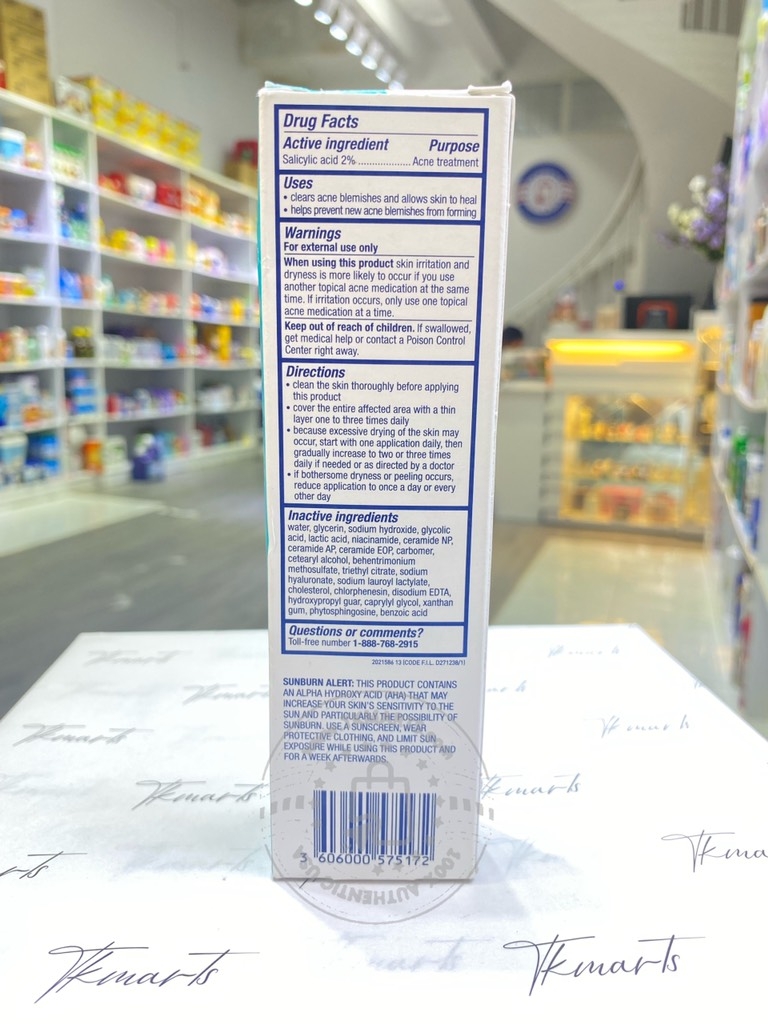 Drug Facts
Active ingredient Purpose
Salicylic acid 2%.................. Acne treatment
Uses
• clears acne blemishes and allows skin to heal
• helps prevent new acne blemishes from forming
Warnings
For external use only
When using this product skin irritation and
dryness is more likely to occur if you use
another topical acne medication at the same
time. If irritation occurs, only use one topical
acne medication at a time.
Keep out of reach of children. If swallowed,
get medical help or contact a Poison Control
Center right away.
Directions
• clean the skin thoroughly before applying
this product
• cover the entire affected area with a thin
layer one to three times daily
• because excessive drying of the skin may
occur, start with one application daily, then
gradually increase to two or three times
daily if needed or as directed by a doctor
• if bothersome dryness or peeling occurs,
reduce application to once a day or every
other day
Inactive ingredients
water, glycerin, sodium hydroxide, glycolic
acid, lactic acid, niacinamide, ceramide NP,
ceramide AP, ceramide EOP, carbomer,
cetearyl alcohol, behentrimonium
methosulfate, triethyl citrate, sodium
hyaluronate, sodium lauroyl lactylate,
cholesterol, chlorphenesin, disodium EDTA,
hydroxypropyl guar, caprylyl glycol, xanthan
gum, phytosphingosine, benzoic acid
Questions or comments?
Toll-free number 1-888-768-2915
2021586 13 (CODE F.I.L. D271238/1)
SUNBURN ALERT: THIS PRODUCT CONTAINS
AN ALPHA HYDROXY ACID (AHA) THAT MAY
INCREASE YOUR SKIN'S SENSITIVITY TO THE
SUN AND PARTICULARLY THE POSSIBILITY OF
SUNBURN. USE A SUNSCREEN, WEAR
PROTECTIVE CLOTHING, AND LIMIT SUN
EXPOSURE WHILE USING THIS PRODUCT AND
FOR A WEEK AFTERWARDS.
3 606000 575172
100% AUTHENTIC USA
Tkmarts
Tkmarts
Tkmarts
Tkmarts